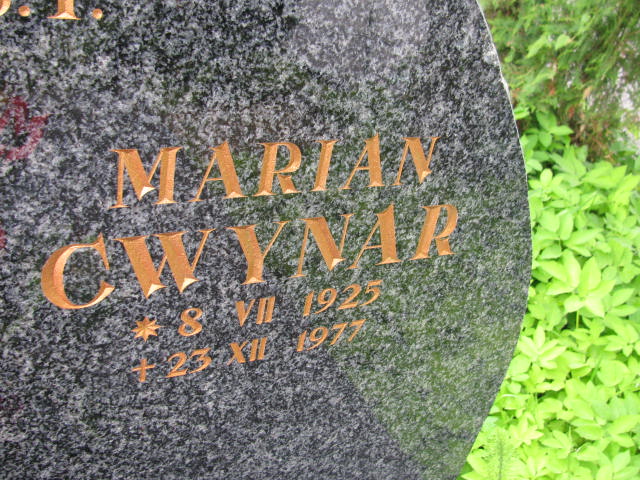 MARIAN
CWYNAR
* 8 VII 1925
+ 23 XII 1977